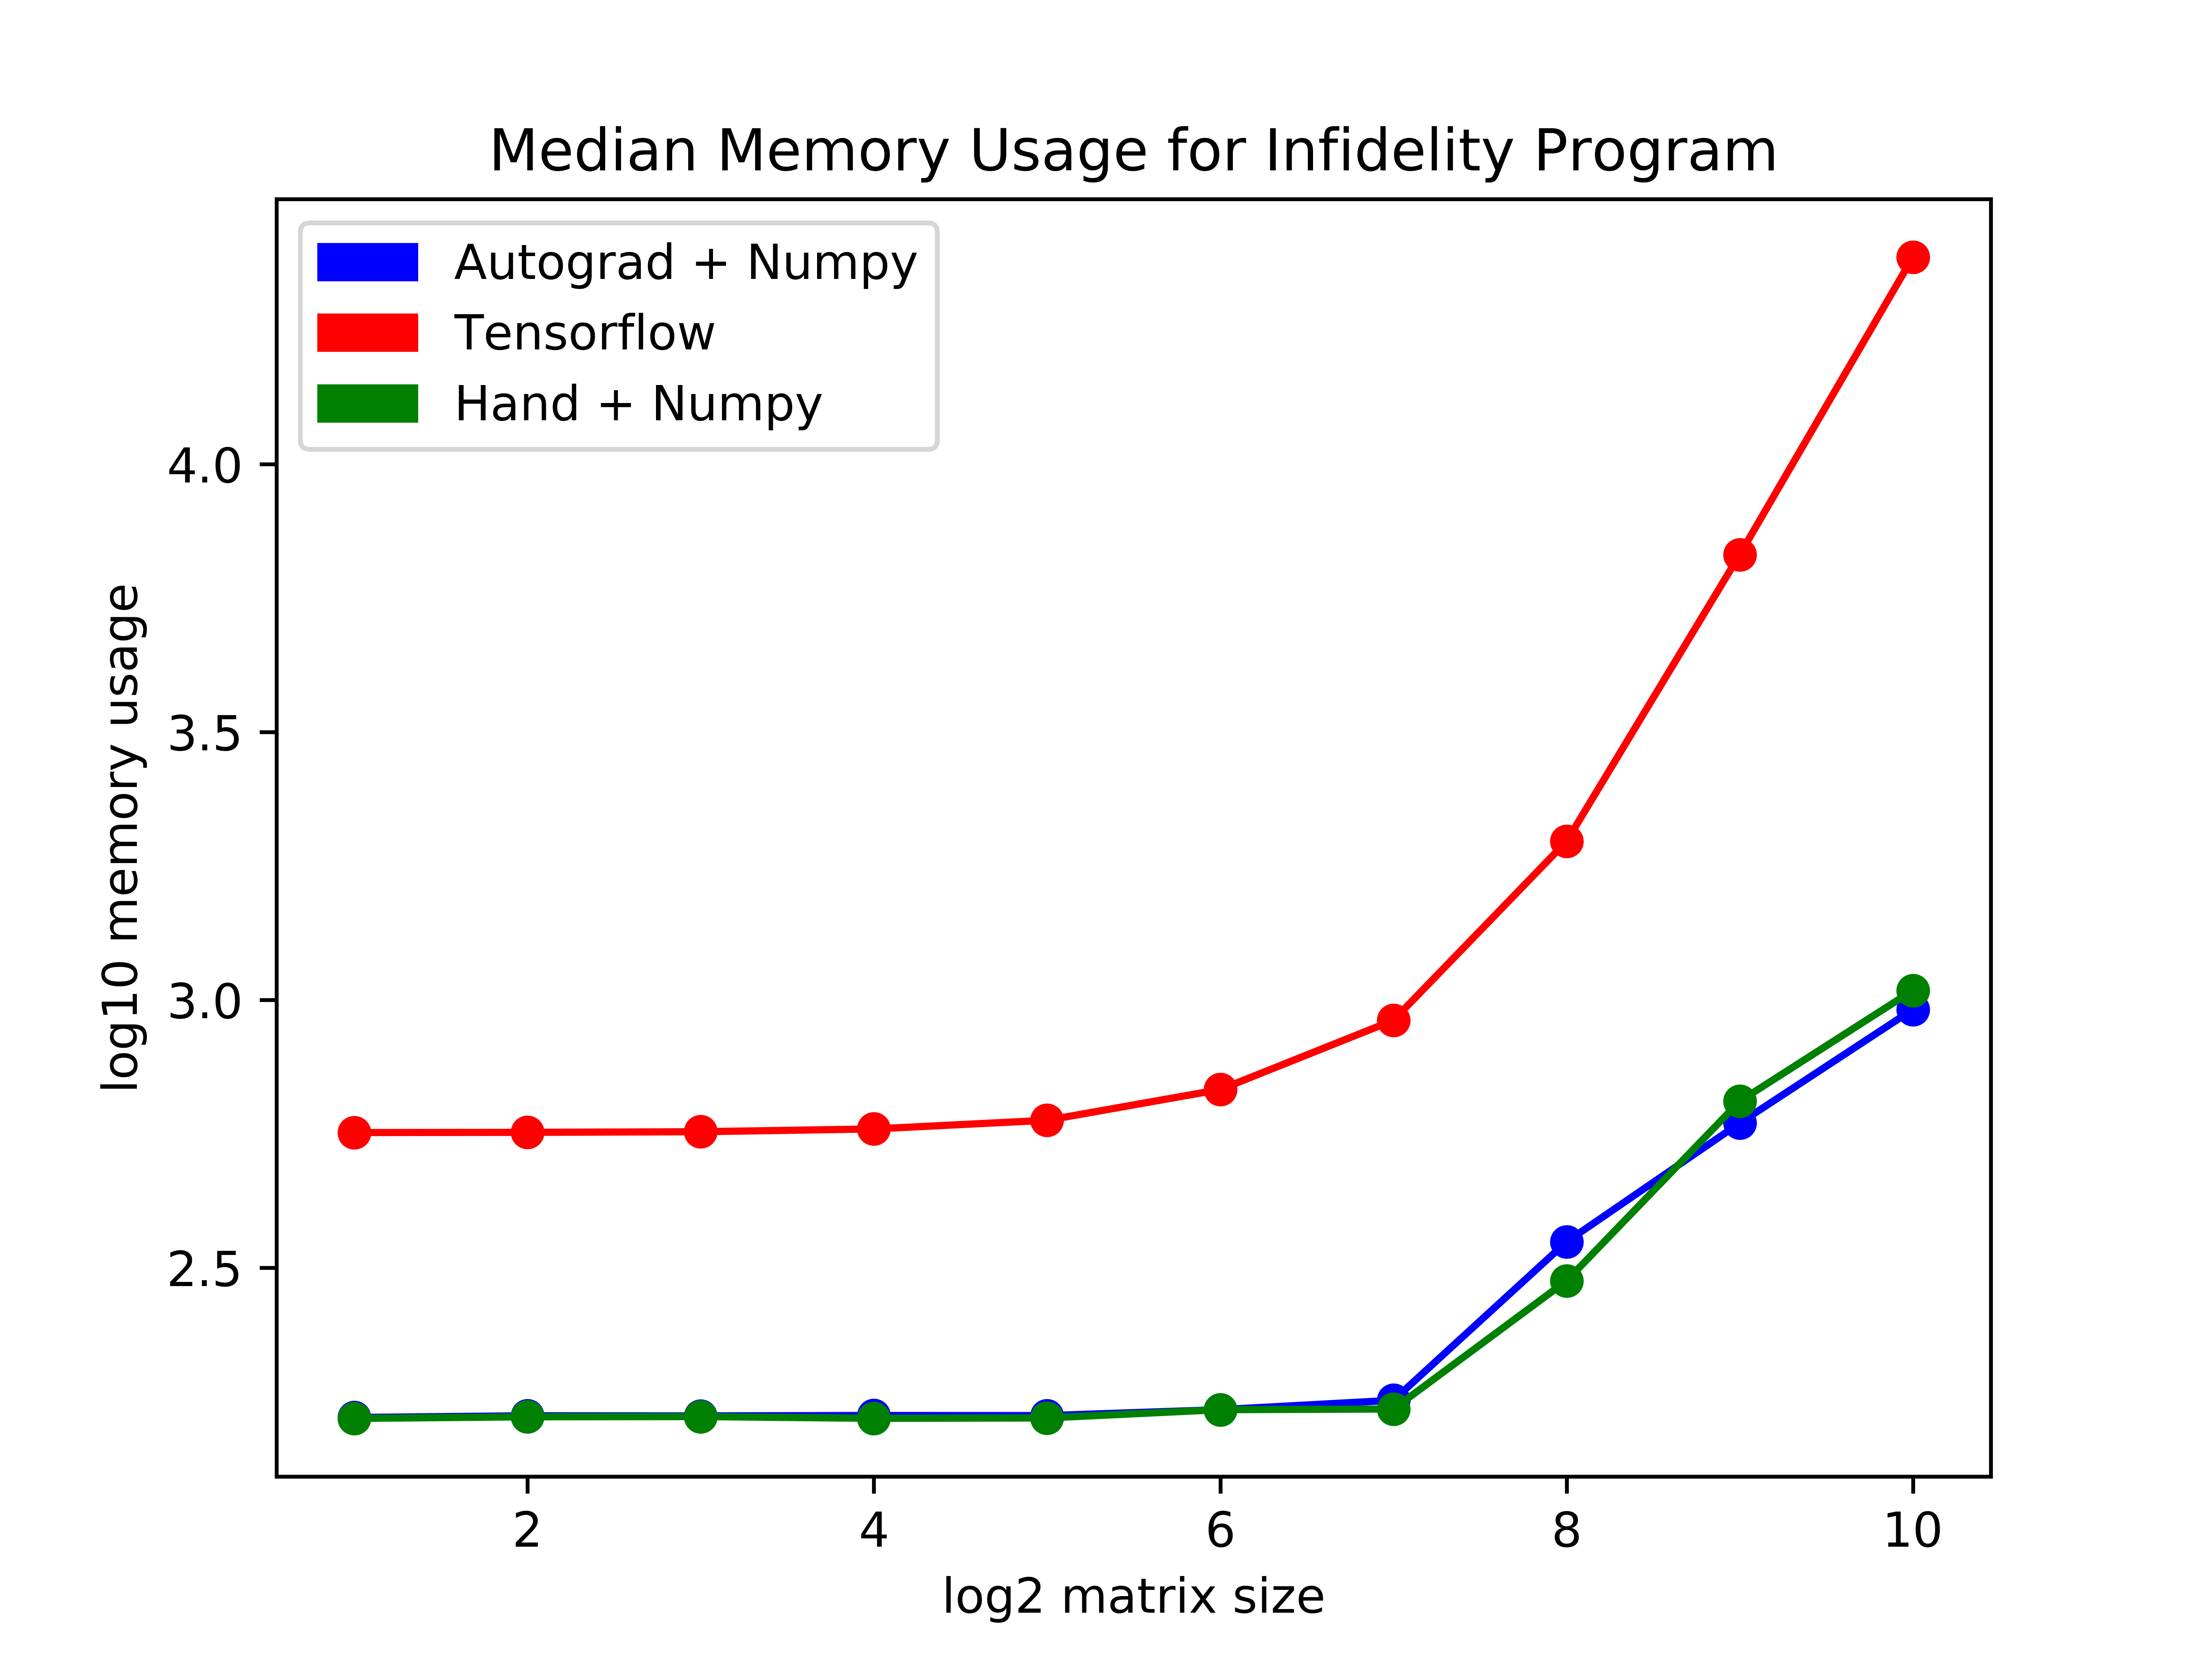 Median Memory Usage for Infidelity Program
Autograd + Numpy
Tensorflow
Hand + Numpy
4.0
3.5
3.0
2.5
log10 memory usage
2 4 6 8 10
log2 matrix size